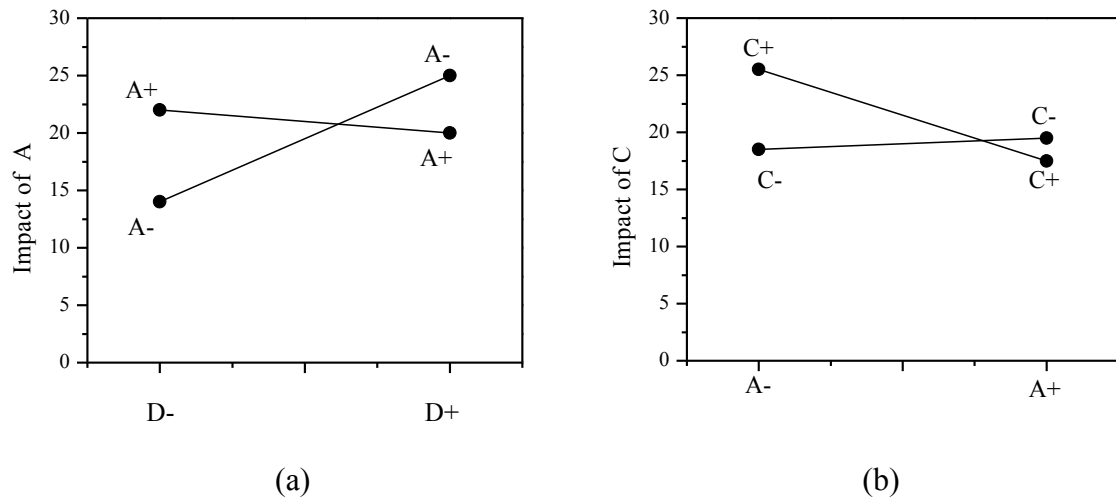 Impact of A
30
25
20
15
10
5
0
A+
A-
A-
A+
D-
D+
(a)
Impact of C
30
25
20
15
10
5
0
C+
C-
C-
C+
A-
A+
(b)